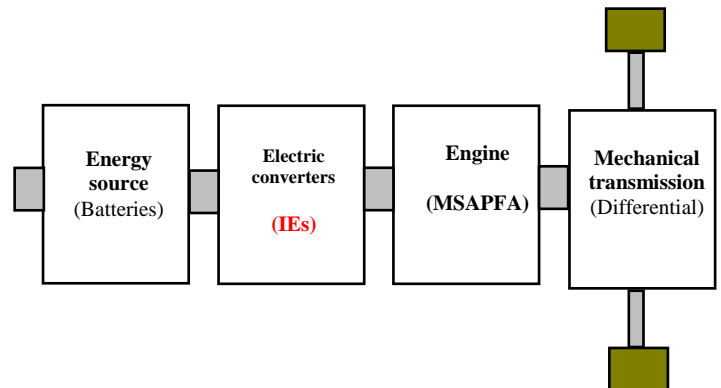 Energy
source
(Batteries)
Electric
converters
(IEs)
Engine
(MSAPFA)
Mechanical
transmission
(Differential)